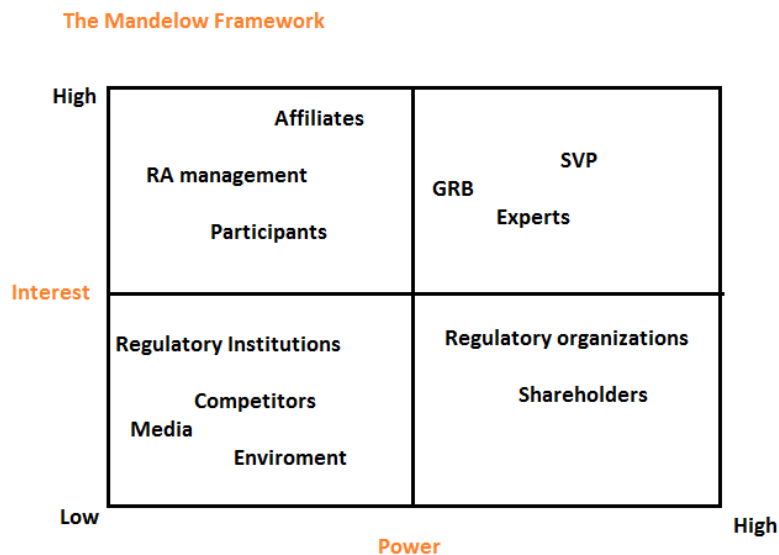 The Mandelow Framework
High
Affiliates
SVP
RA management
GRB
Experts
Participants
Interest
Regulatory Institutions
Regulatory organizations
Competitors
Shareholders
Media
Enviroment
Low
High
Power